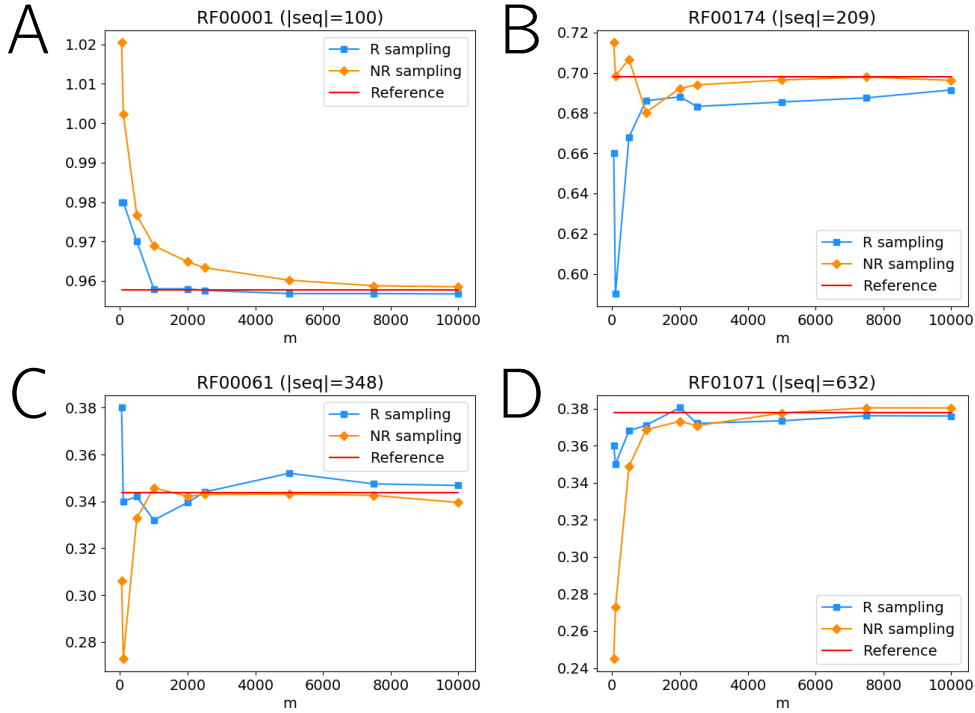 A
RF00001 (|seq|=100)
1.02
1.01
1.00
0.99
0.98
0.97
0.96
R sampling
NR sampling
Reference
0
2000
4000
6000
8000
10000
m
B
RF00174 (|seq|=209)
0.72
0.70
0.68
0.66
0.64
0.62
0.60
R sampling
NR sampling
Reference
0
2000
4000
6000
8000
10000
m
C
RF00061 (|seq|=348)
0.38
0.36
0.34
0.32
0.30
0.28
R sampling
NR sampling
Reference
0
2000
4000
6000
8000
10000
m
D
RF01071 (|seq|=632)
0.38
0.36
0.34
0.32
0.30
0.28
0.26
0.24
R sampling
NR sampling
Reference
0
2000
4000
6000
8000
10000
m